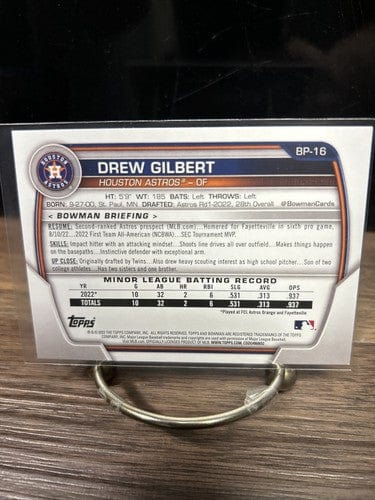 BP-16
HOUSTON ASTROS
DREW GILBERT
HOUSTON ASTROS® – OF
HT: 5'9" WT: 185 BATS: Left THROWS: Left
BORN: 9-27-00, St. Paul, MN DRAFTED: Astros Rd1-2022, 28th Overall @BowmanCards
< BOWMAN BRIEFING >
RESUME: Second-ranked Astros prospect (MLB.com)...Homered for Fayetteville in sixth pro game,
8/10/22...2022 First Team All-American (NCBWA)...SEC Tournament MVP.
SKILLS: Impact hitter with an attacking mindset...Shoots line drives all over outfield...Makes things happen
on the basepaths...Instinctive defender with exceptional arm.
UP CLOSE: Originally drafted by Twins...Also drew heavy scouting interest as high school pitcher...Son of two
college athletes...Has two sisters and one brother.
MINOR LEAGUE BATTING RECORD
YR G AB HR RBI SLG AVG OPS
2022* 10 32 2 6 .531 .313 .937
TOTALS 10 32 2 6 .531 .313 .937
*Played at FCL Astros Orange and Fayetteville
Topps